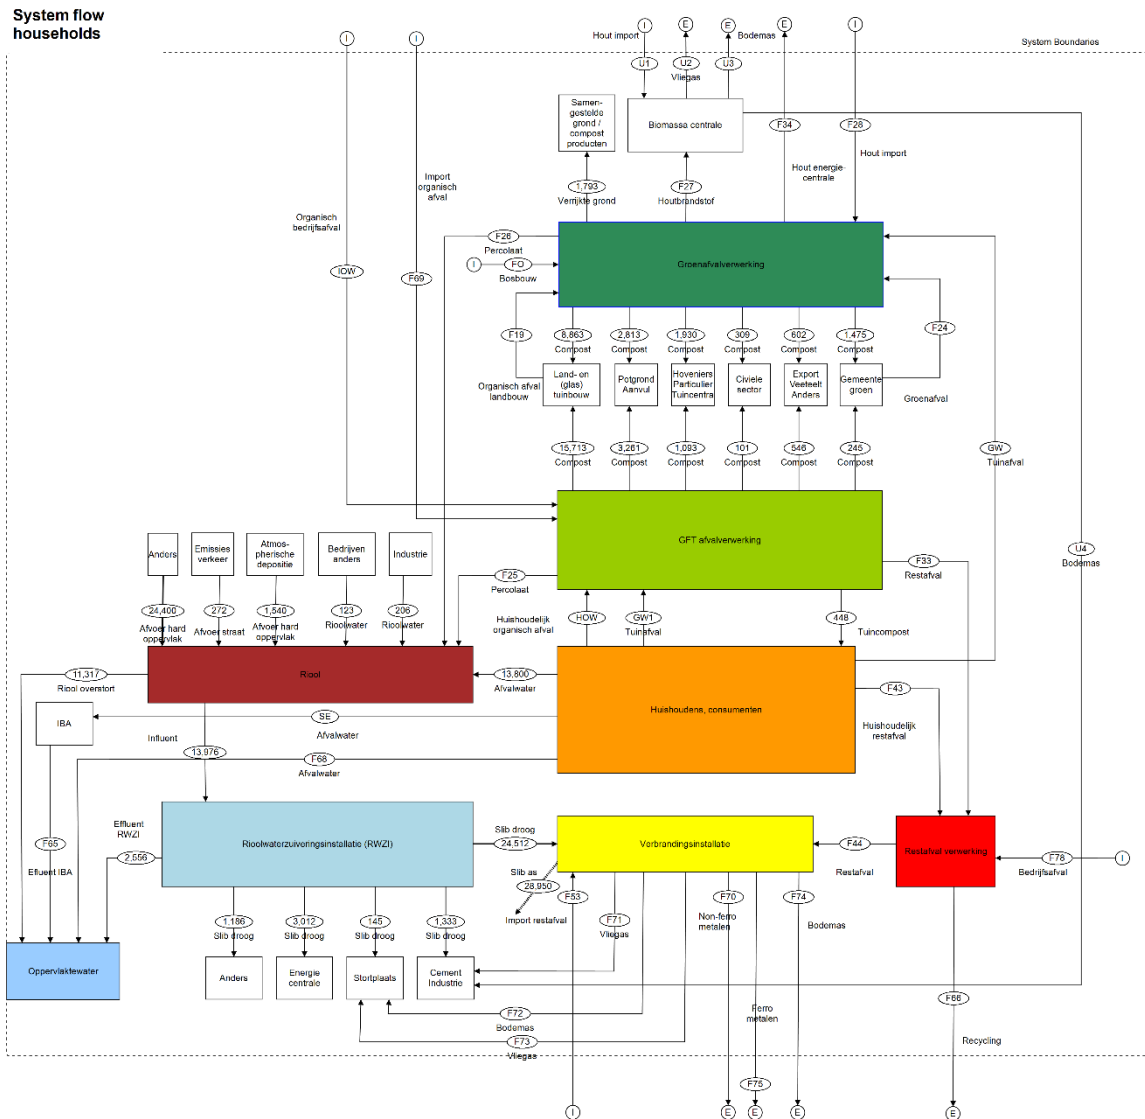 System flow
households
System Boundaries
I
I
I
E
E
E
I
Hout import
Bodemas
U1
U2
U3
Vliegas
Samen-
gestelde
grond /
compost
producten
Biomassa centrale
F34
F28
Hout import
Import
organisch
afval
Hout energie-
centrale
1,793
F27
Verrijkte grond
Houtbrandstof
Organisch
bedrijfsafval
F26
Percolaat
I
FO
Bosbouw
Groenafvalverwerking
IOW
F69
F19
8,863
2,813
1,930
309
602
1,475
F24
Compost
Compost
Compost
Compost
Compost
Compost
Organisch afval
landbouw
Land- en
(glas)
tuinbouw
Potgrond
Aanvul
Hoveniers
Particulier
Tuincentra
Civiele
sector
Export
Veeteelt
Anders
Gemeente
groen
Groenafval
15,713
3,261
1,093
101
546
245
GW
Compost
Compost
Compost
Compost
Compost
Compost
Tuinafval
Anders
Emissies
verkeer
Atmos-
pherische
depositie
Bedrijven
anders
Industrie
GFT afvalverwerking
U4
Bodemas
F25
Percolaat
F33
Restafval
24,400
272
1,540
123
206
Afvoer hard
oppervlak
Afvoer straat
Afvoer hard
oppervlak
Rioolwater
Rioolwater
Huishoudelijk
organisch afval
HOW
GW1
Tuinafval
448
Tuincompost
11,317
Riool overstort
Riool
13,800
Afvalwater
F43
Huishoudens, consumenten
IBA
SE
Afvalwater
Huishoudelijk
restafval
Influent
13,976
F68
Afvalwater
Effluent
RWZI
F65
2,556
Efluent IBA
Rioolwaterzuiveringsinstallatie (RWZI)
Slib droog
24,512
Verbrandingsinstallatie
F44
Restafval
Restafval verwerking
F78
Bedrijfsafval
I
Slib as
28,950
Import restafval
F53
F71
Vliegas
F70
Non-ferro
metalen
F74
Bodemas
1,186
3,012
145
1,333
Slib droog
Slib droog
Slib droog
Slib droog
Oppervlaktewater
Anders
Energie
centrale
Stortplaats
Cement
Industrie
F66
F72
Bodemas
Ferro
metalen
F73
Vliegas
Recycling
F75
I
E
E
E
E